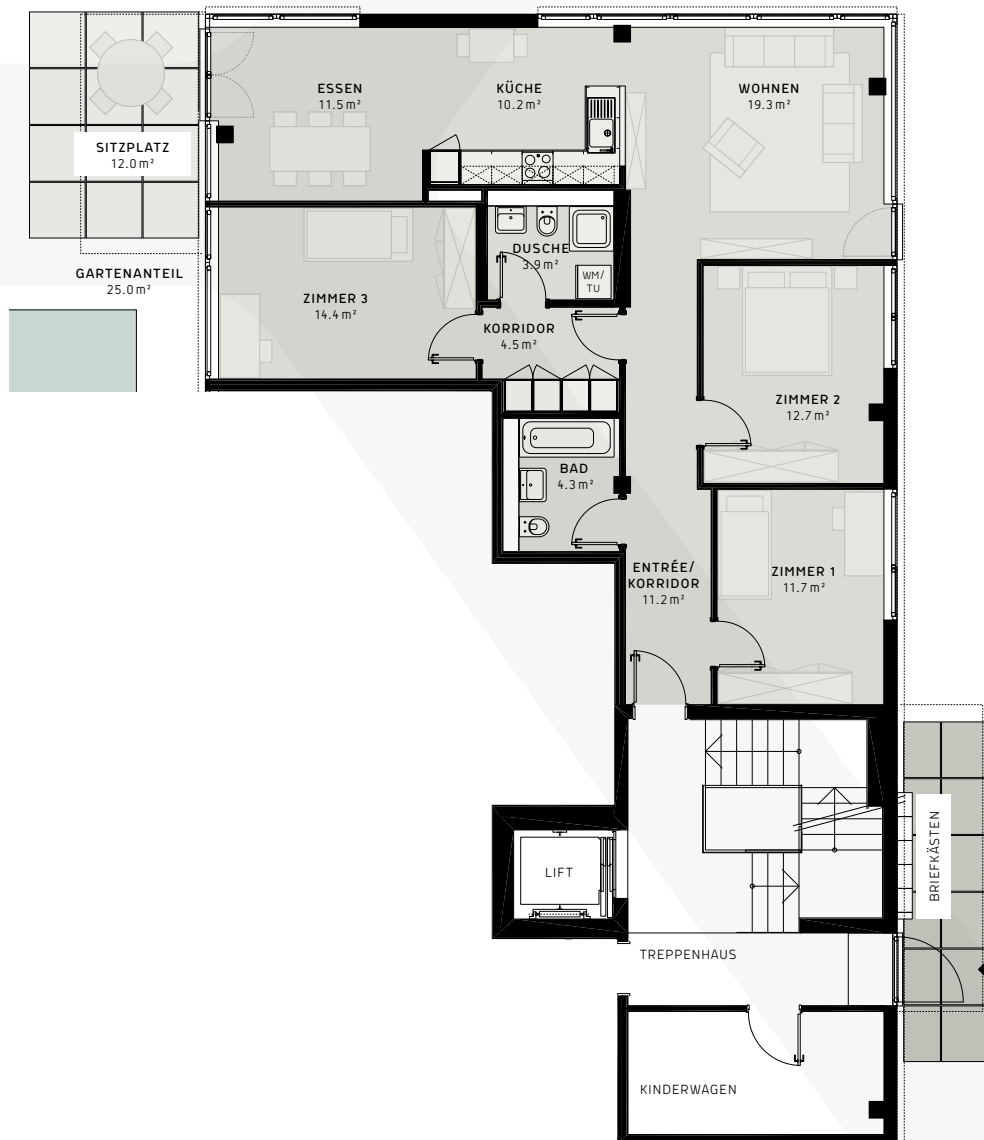 ESSEN
11.5 m²
KÜCHE
10.2 m²
WOHNEN
19.3 m²
SITZPLATZ
12.0 m²
GARTENANTEIL
25.0 m²
DUSCHE
3.9 m²
WM/
TU
ZIMMER 3
14.4 m²
KORRIDOR
4.5 m²
ZIMMER 2
12.7 m²
BAD
4.3 m²
ENTRÉE/
KORRIDOR
11.2 m²
ZIMMER 1
11.7 m²
LIFT
BRIEFKÄSTEN
TREPPENHAUS
KINDERWAGEN